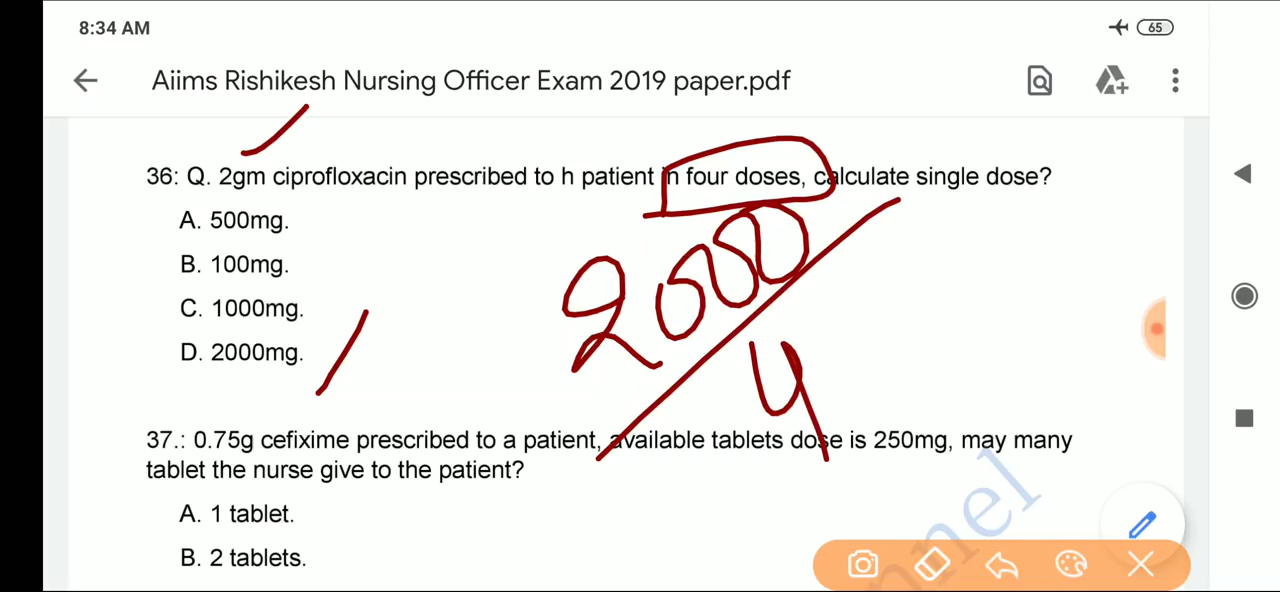 8:34 AM
65
Aiims Rishikesh Nursing Officer Exam 2019 paper.pdf
36: Q. 2gm ciprofloxacin prescribed to h patient in four doses, calculate single dose?
A. 500mg.
B. 100mg.
C. 1000mg.
D. 2000mg.
2000
4
37.: 0.75g cefixime prescribed to a patient, available tablets dose is 250mg, may many
tablet the nurse give to the patient?
A. 1 tablet.
B. 2 tablets.
nnel